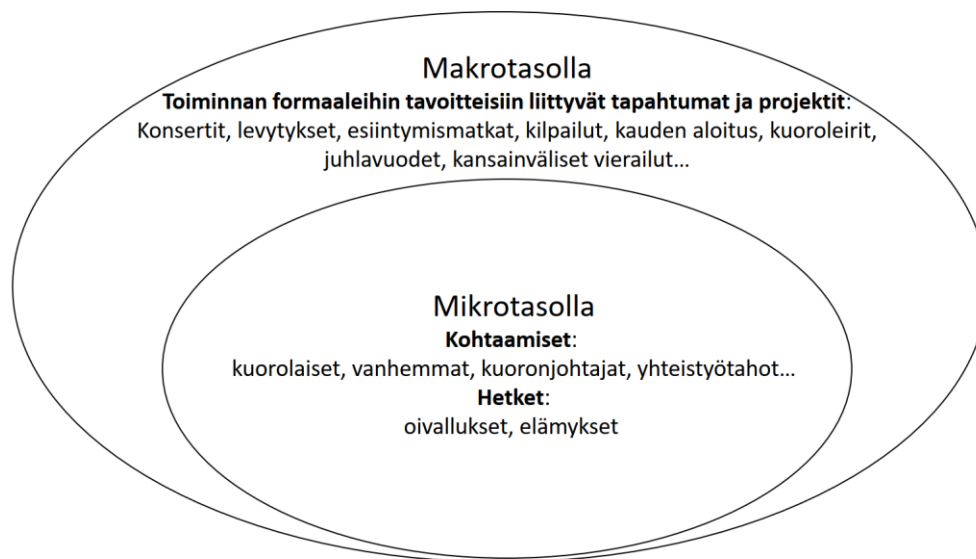 Makrotasolla
Toiminnan formaaleihin tavoitteisiin liittyvät tapahtumat ja projektit:
Konsertit, levytykset, esiintymismatkat, kilpailut, kauden aloitus, kuoroleirit,
juhlavuodet, kansainväliset vierailut...
Mikrotasolla
Kohtaamiset:
kuorolaiset, vanhemmat, kuoronjohtajat, yhteistyötahot...
Hetket:
oivallukset, elämykset